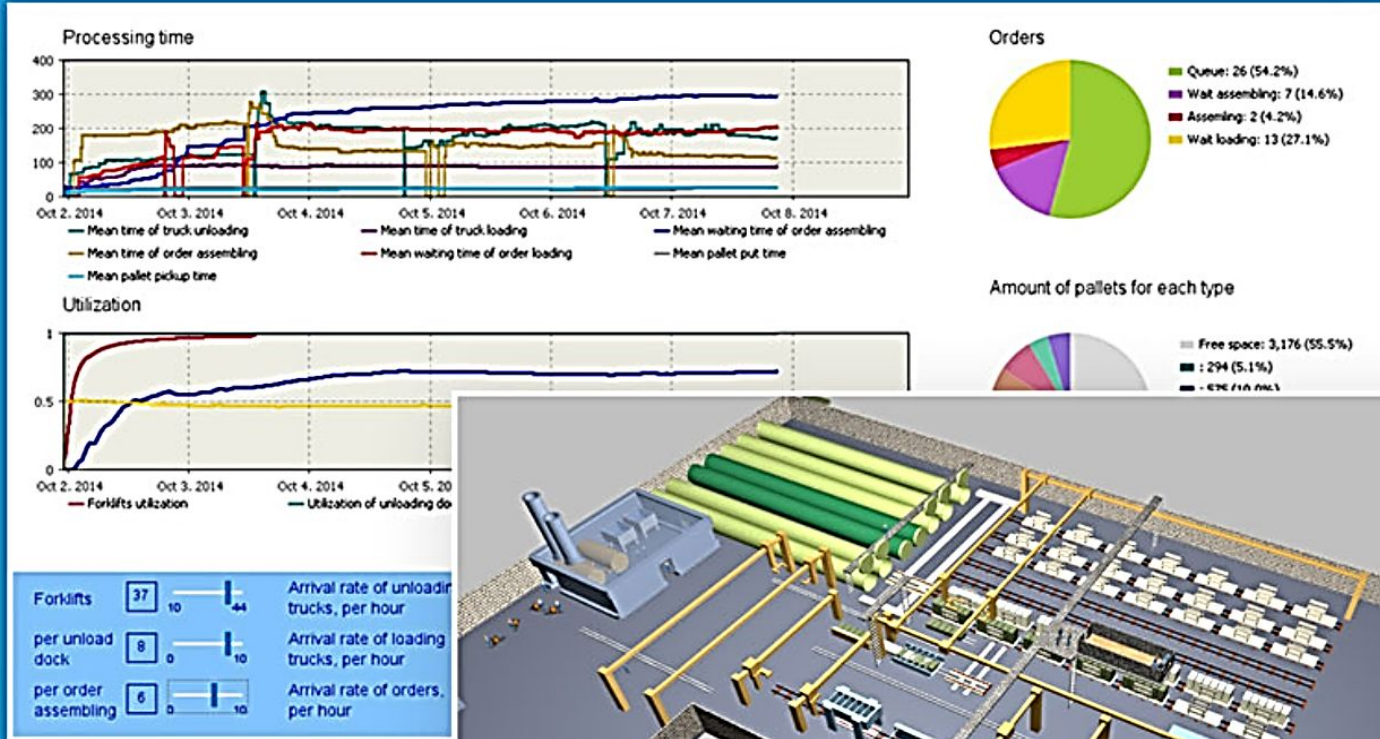 Processing time
400
300
200
100
0
Oct 2, 2014 Oct 3, 2014 Oct 4, 2014 Oct 5, 2014 Oct 6, 2014 Oct 7, 2014 Oct 8, 2014
Mean time of truck unloading Mean time of truck loading Mean waiting time of order assembling
Mean time of order assembling Mean waiting time of order loading Mean pallet put time
Mean pallet pickup time
Orders
Queue: 26 (54.2%)
Wait assembling: 7 (14.6%)
Assemling: 2 (4.2%)
Wait loading: 13 (27.1%)
Utilization
1
0.5
0
Oct 2, 2014 Oct 3, 2014 Oct 4, 2014 Oct 5, 20
Forklifts utilization Utilization of unloading do
Amount of pallets for each type
Free space: 3,176 (55.5%)
: 294 (5.1%)
: 575 (10.0%)
Forklifts 37 10 44
Arrival rate of unloadin
trucks, per hour
per unload
dock 8 0 10
Arrival rate of loading
trucks, per hour
per order
assembling 6 0 10
Arrival rate of orders,
per hour